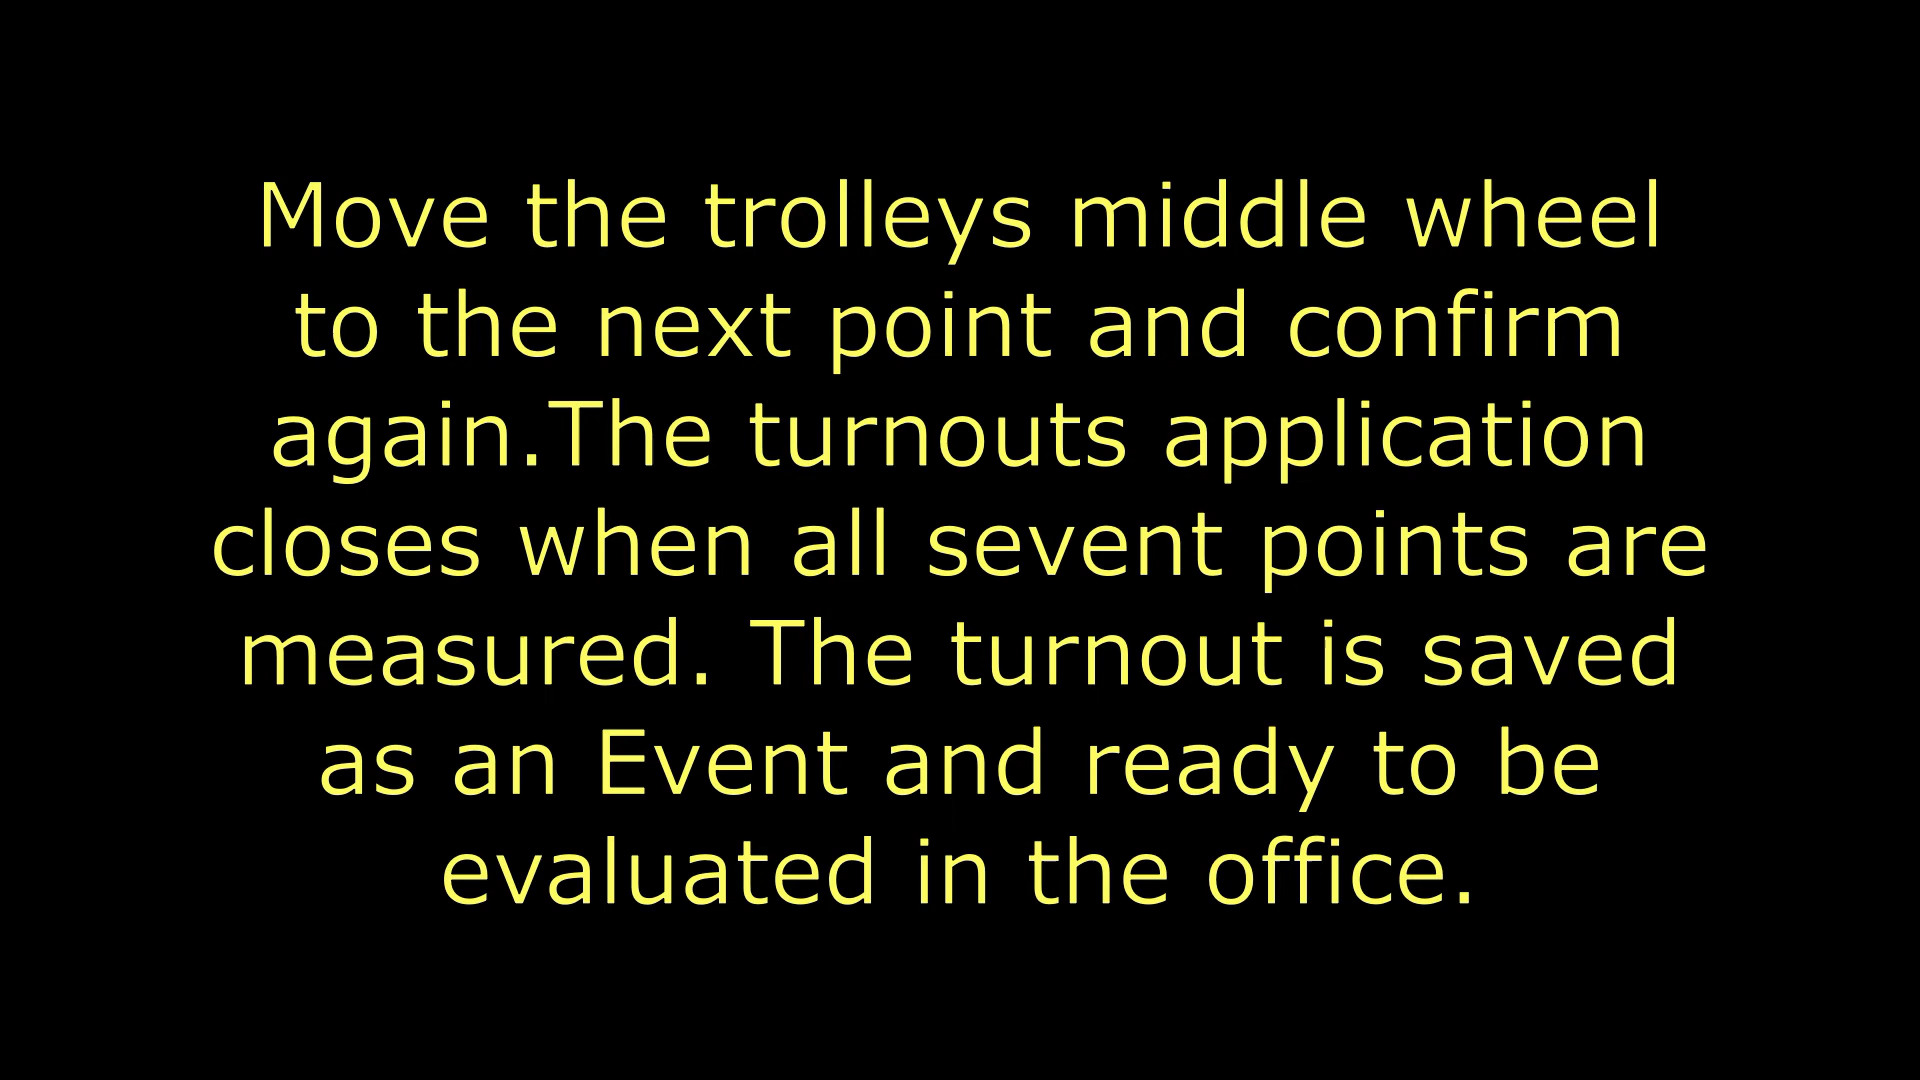 Move the trolleys middle wheel
to the next point and confirm
again.The turnouts application
closes when all sevent points are
measured. The turnout is saved
as an Event and ready to be
evaluated in the office.